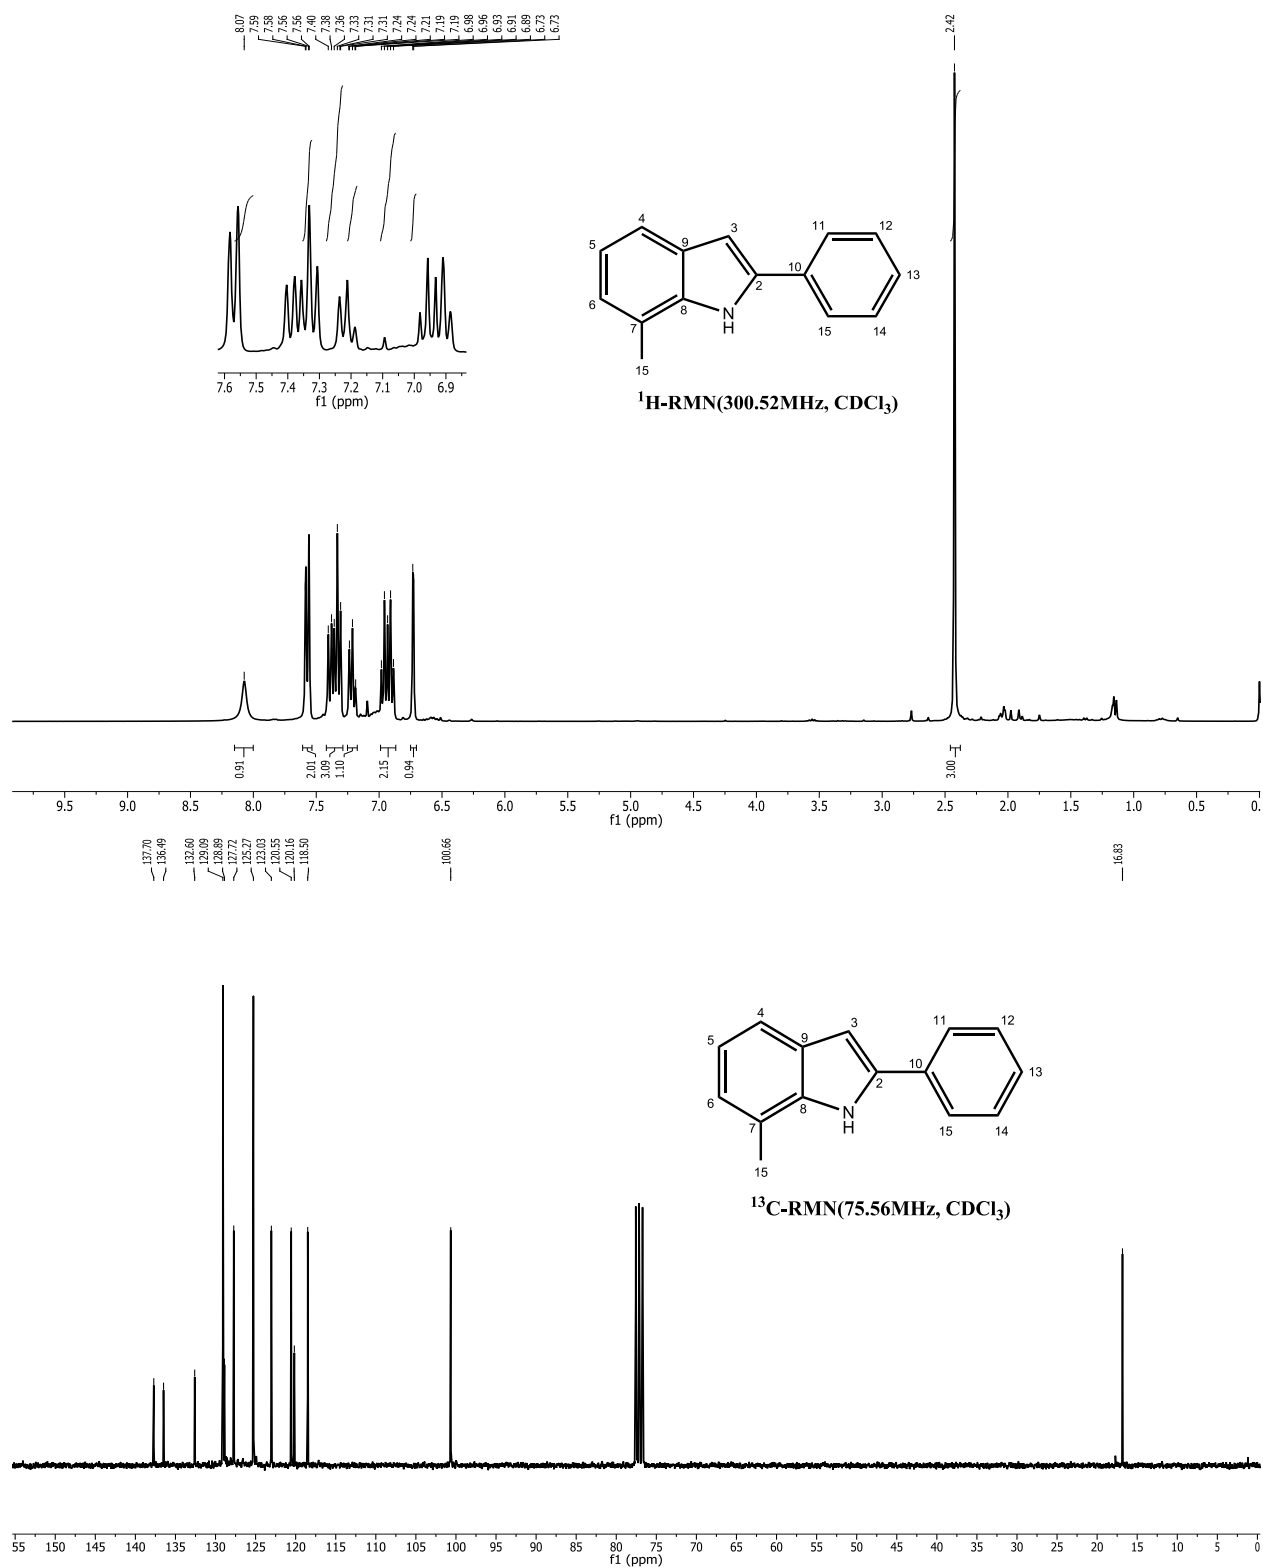 8.07 7.59 7.58 7.56 7.56 7.40 7.38 7.36 7.33 7.31 7.31 7.24 7.24 7.21 7.19 7.19 6.98 6.96 6.93 6.91 6.89 6.73 6.73 2.42
7.6 7.5 7.4 7.3 7.2 7.1 7.0 6.9
f1 (ppm)
4 3 11 12
5 9
10 13
2
6 8
7 NH 15 14
15
1H-RMN(300.52MHz, CDCl3)
0.91 2.01 3.09 1.10 2.15 0.94 3.00
9.5 9.0 8.5 8.0 7.5 7.0 6.5 6.0 5.5 5.0 4.5 4.0 3.5 3.0 2.5 2.0 1.5 1.0 0.5 0.
f1 (ppm)
137.70 136.49 132.60 129.09 128.89 127.72 125.27 123.03 120.55 120.16 118.50 100.66 16.83
4 3 11 12
5 9
10 13
2
6 8
7 NH 15 14
15
13C-RMN(75.56MHz, CDCl3)
55 150 145 140 135 130 125 120 115 110 105 100 95 90 85 80 75 70 65 60 55 50 45 40 35 30 25 20 15 10 5 0
f1 (ppm)